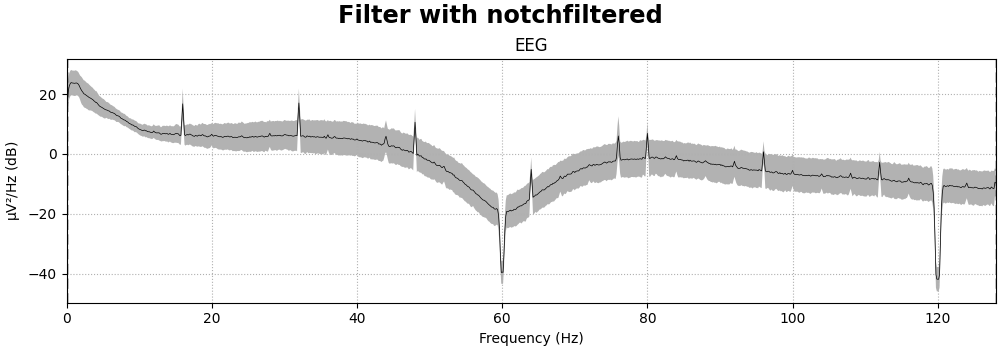 Filter with notchfiltered
EEG
µV²/Hz (dB)
20
0
−20
−40
0 20 40 60 80 100 120
Frequency (Hz)